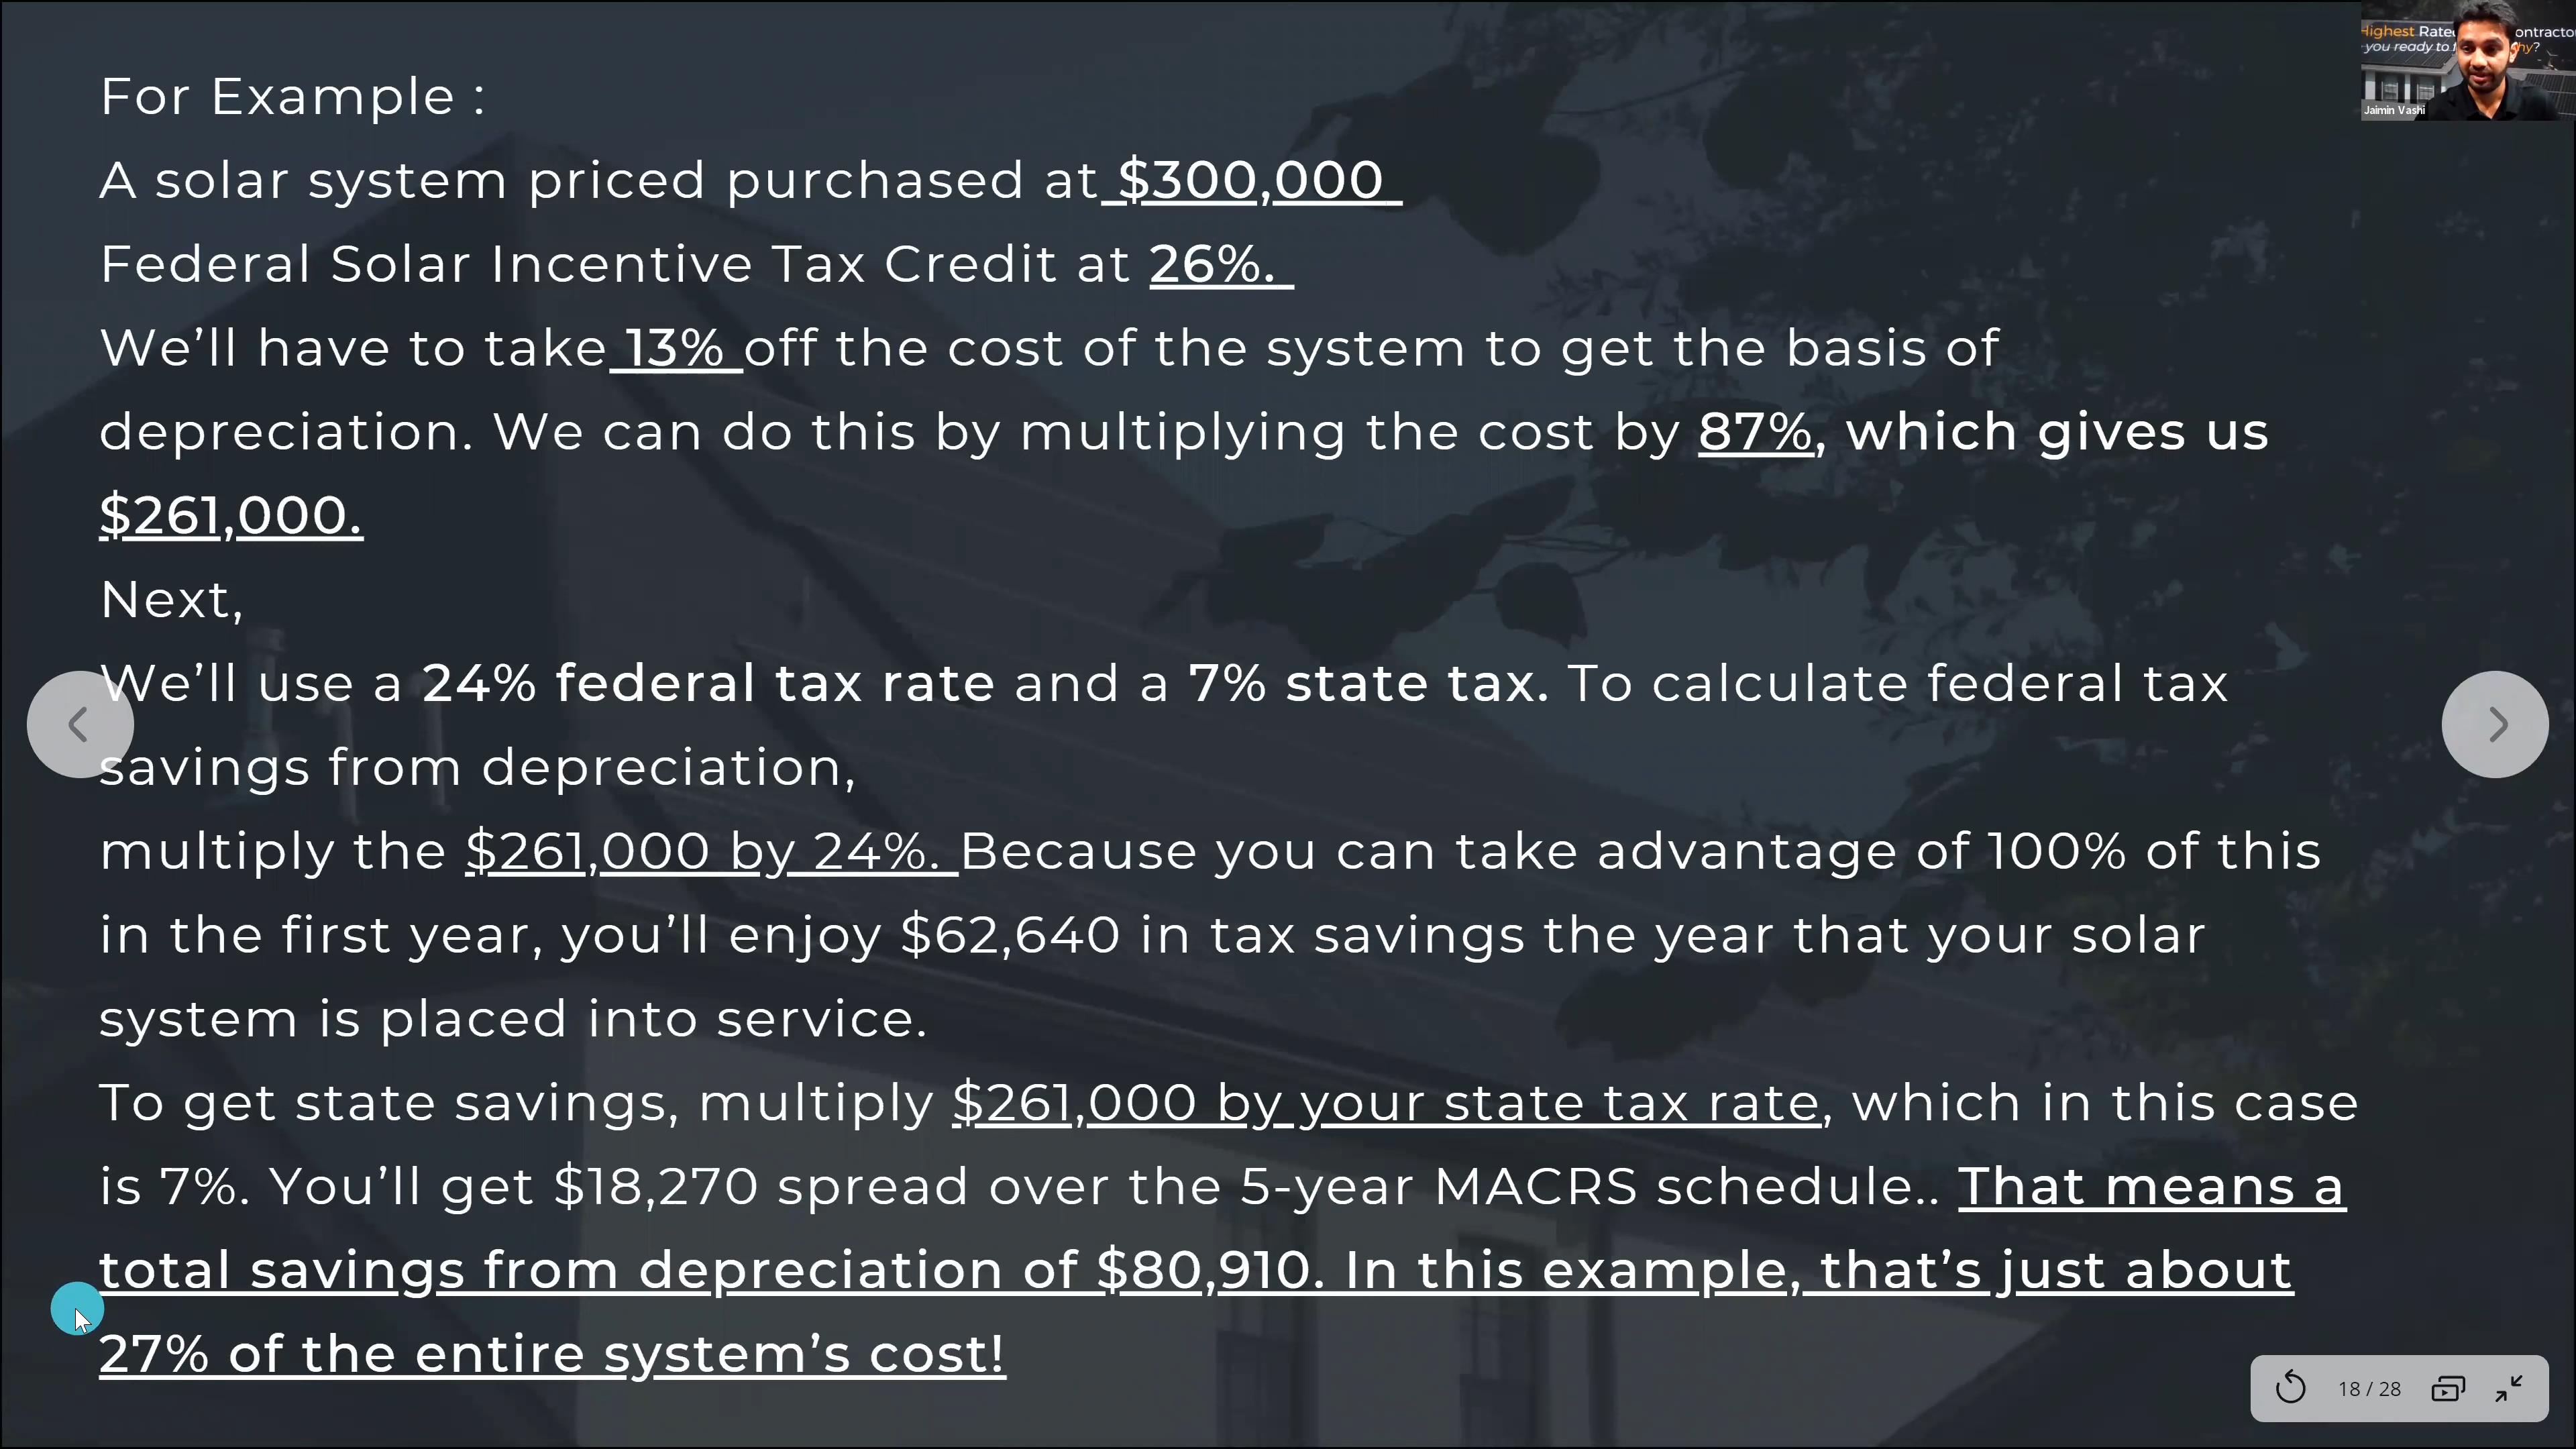 Highest Rate ontracto
you ready to f hy?
Jaimin Vashi
For Example :
A solar system priced purchased at $300,000
Federal Solar Incentive Tax Credit at 26%.
We’ll have to take 13% off the cost of the system to get the basis of
depreciation. We can do this by multiplying the cost by 87%, which gives us
$261,000.
Next,
We’ll use a 24% federal tax rate and a 7% state tax. To calculate federal tax
savings from depreciation,
multiply the $261,000 by 24%. Because you can take advantage of 100% of this
in the first year, you’ll enjoy $62,640 in tax savings the year that your solar
system is placed into service.
To get state savings, multiply $261,000 by your state tax rate, which in this case
is 7%. You’ll get $18,270 spread over the 5-year MACRS schedule.. That means a
total savings from depreciation of $80,910. In this example, that’s just about
27% of the entire system’s cost!
18 / 28